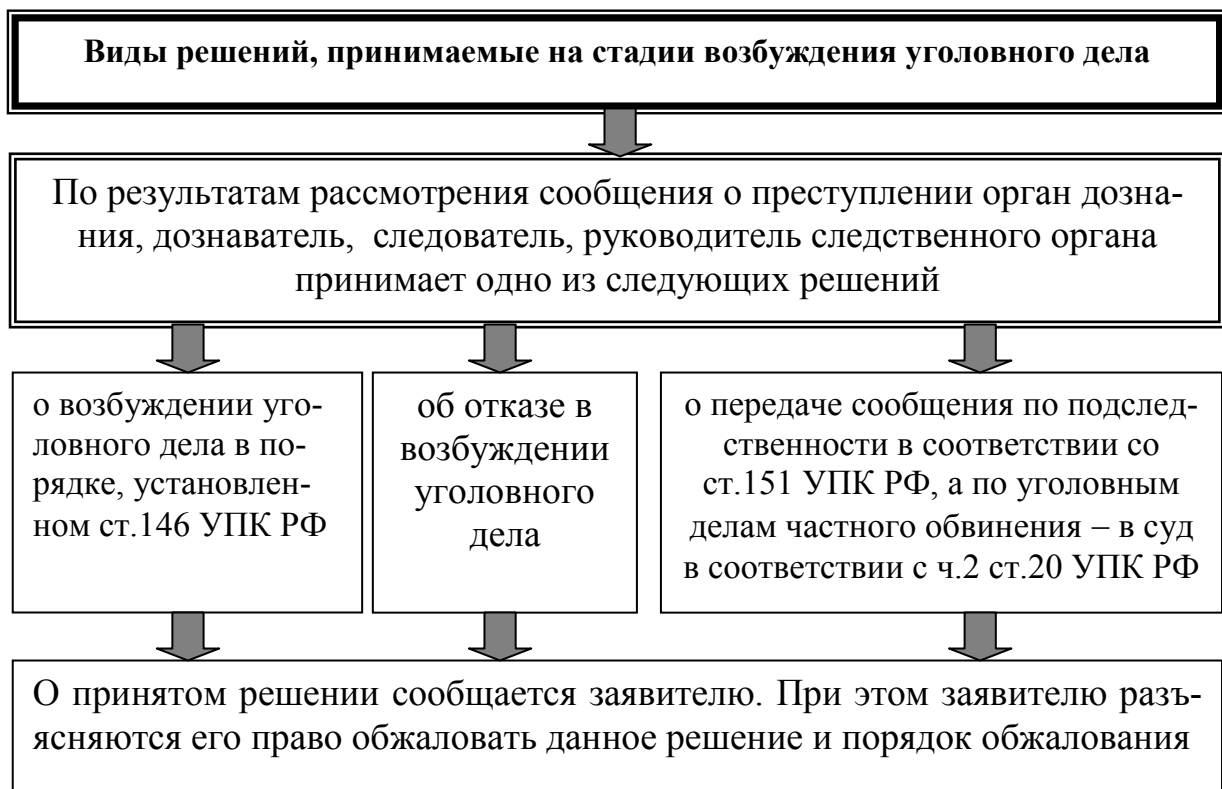 Виды решений, принимаемые на стадии возбуждения уголовного дела
По результатам рассмотрения сообщения о преступлении орган дозна-
ния, дознаватель, следователь, руководитель следственного органа
принимает одно из следующих решений
о возбуждении уго-
ловного дела в по-
рядке, установлен-
ном ст.146 УПК РФ
об отказе в
возбуждении
уголовного
дела
о передаче сообщения по подслед-
ственности в соответствии со
ст.151 УПК РФ, а по уголовным
делам частного обвинения – в суд
в соответствии с ч.2 ст.20 УПК РФ
О принятом решении сообщается заявителю. При этом заявителю разъ-
ясняются его право обжаловать данное решение и порядок обжалования